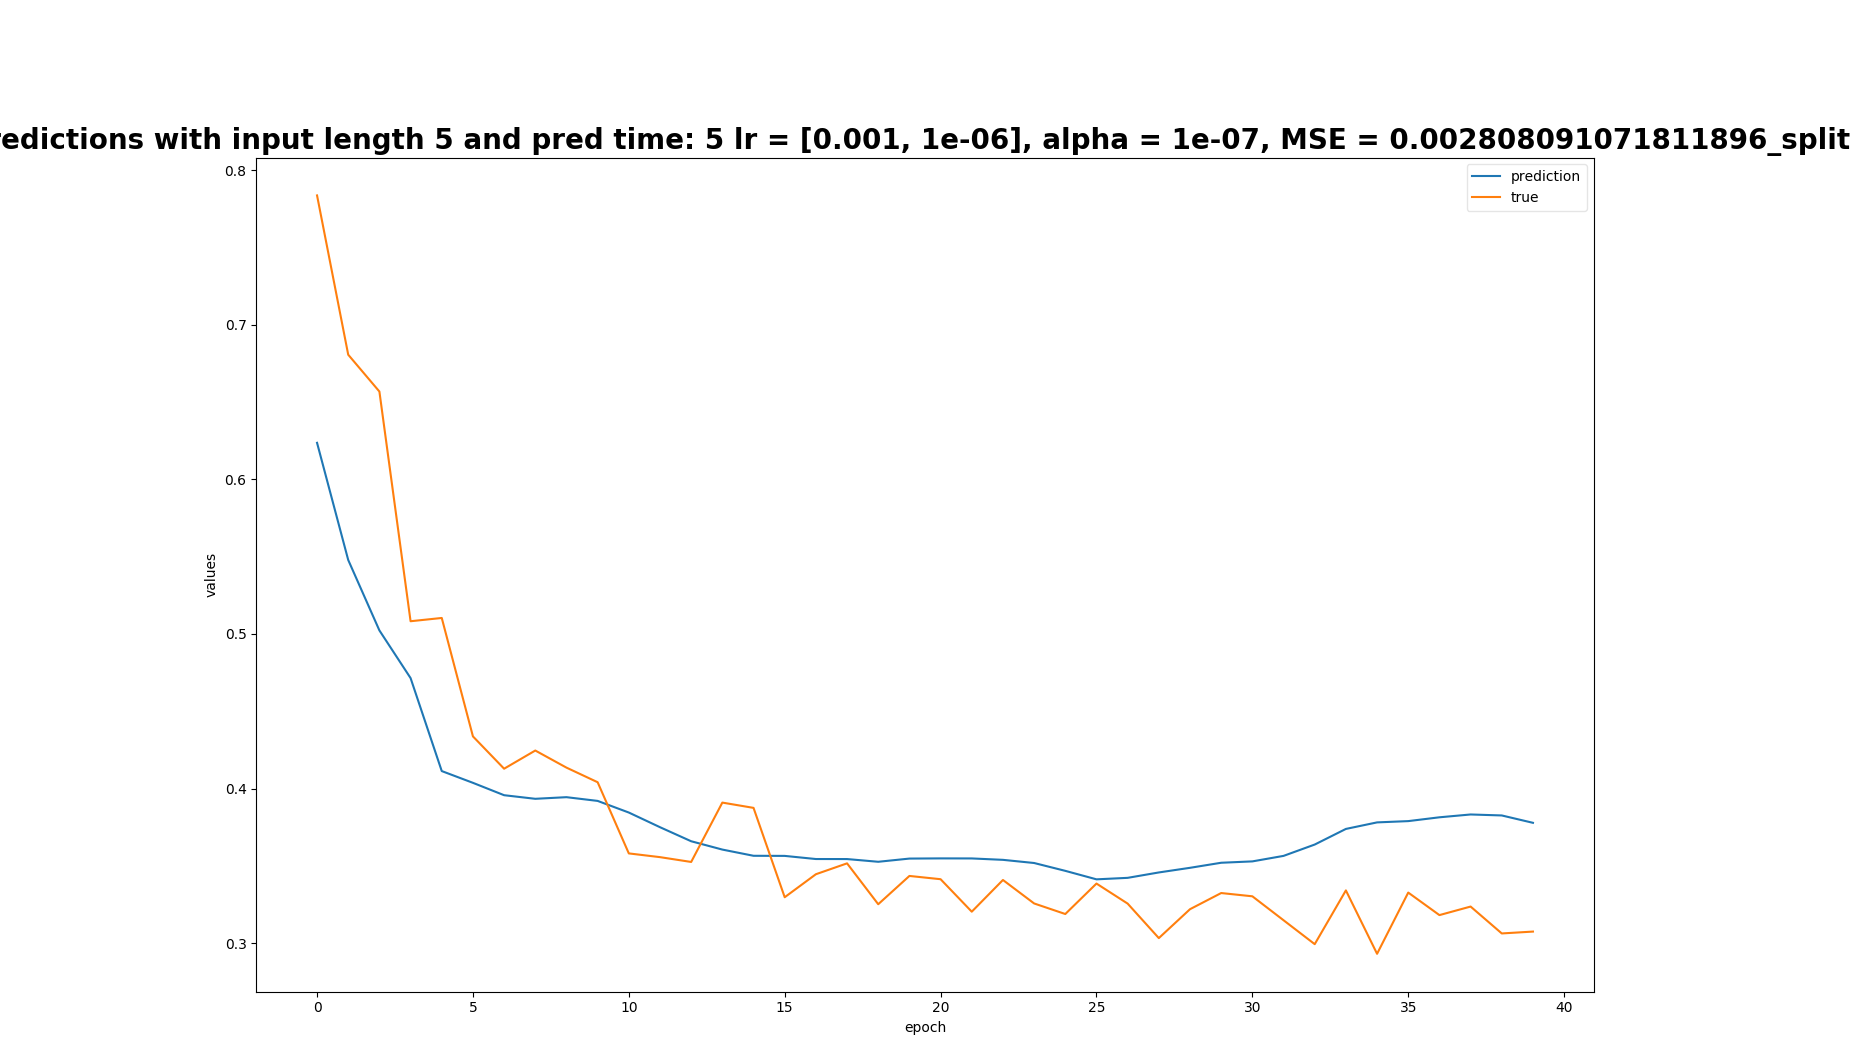 redictions with input length 5 and pred time: 5 lr = [0.001, 1e-06], alpha = 1e-07, MSE = 0.002808091071811896_split
prediction
true
0.8
0.7
0.6
0.5
0.4
0.3
values
0 5 10 15 20 25 30 35 40
epoch